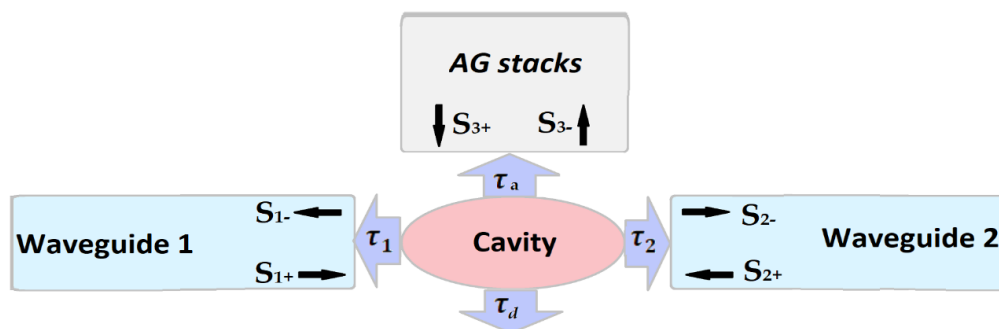 AG stacks
S3+ S3-
τa
S1- S2-
Waveguide 1 τ1 Cavity τ2 Waveguide 2
S1+ S2+
τd